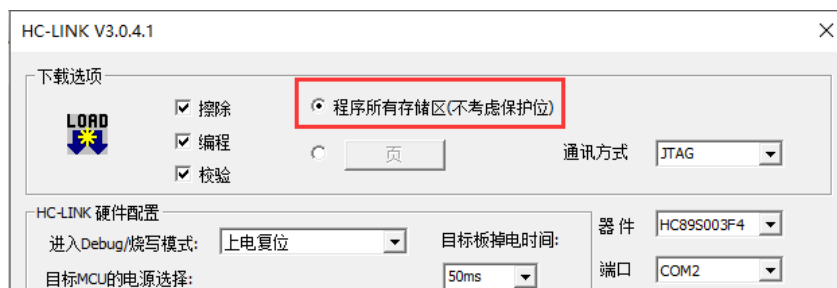 HC-LINK V3.0.4.1
下载选项
LOAD
擦除
程序所有存储区(不考虑保护位)
编程
页
通讯方式
JTAG
校验
HC-LINK 硬件配置
进入Debug/烧写模式:
上电复位
目标板掉电时间:
器件
HC89S003F4
目标MCU的电源选择:
50ms
端口
COM2